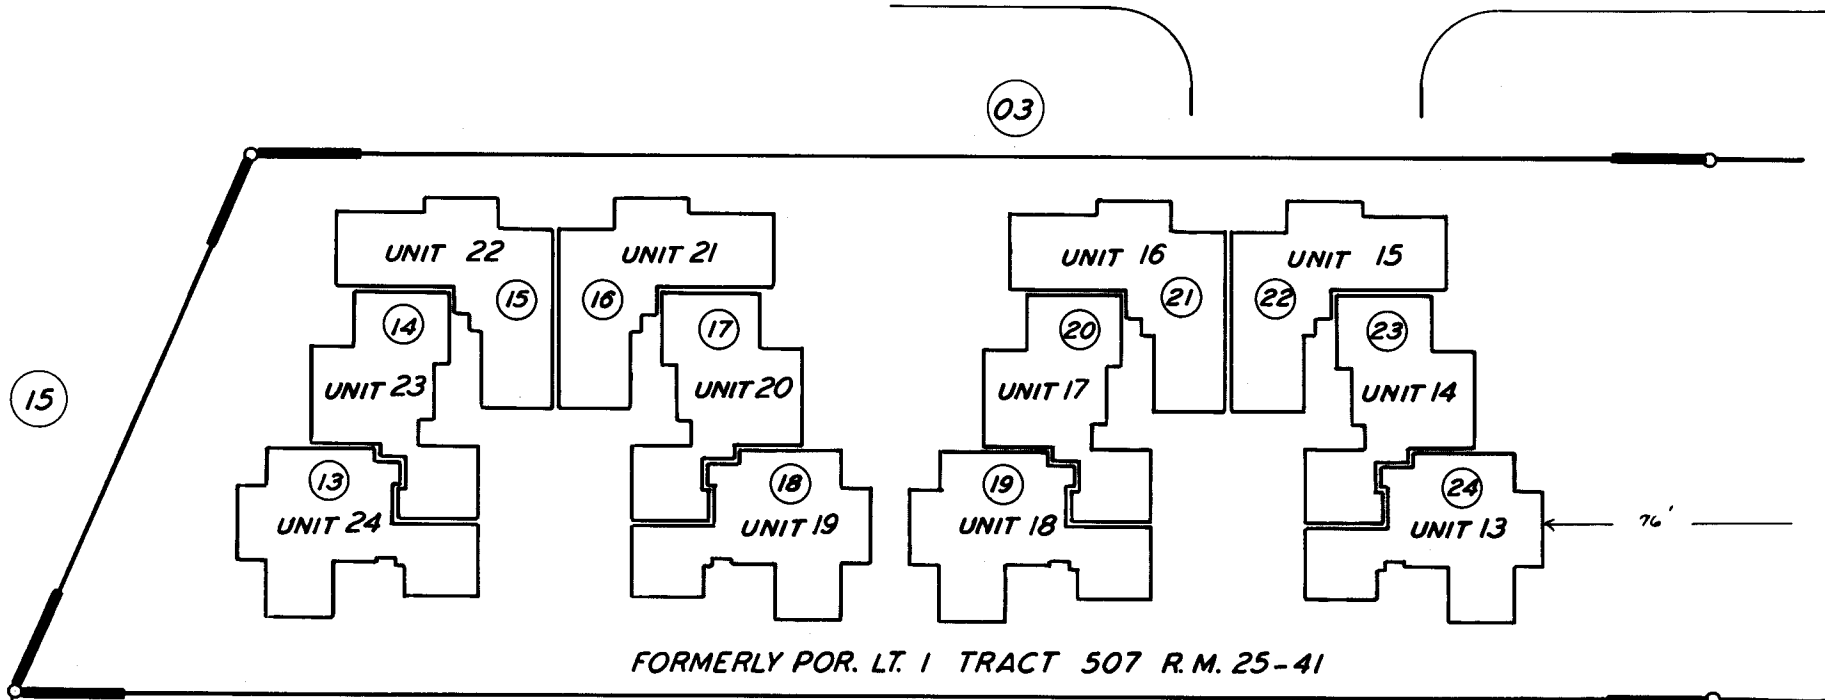 03
UNIT 22
UNIT 21
UNIT 16
UNIT 15
15
16
21
22
14
17
20
23
15
UNIT 23
UNIT 20
UNIT 17
UNIT 14
13
18
19
24
UNIT 24
UNIT 19
UNIT 18
UNIT 13
76'
FORMERLY POR. LT. 1 TRACT 507 R.M. 25-41